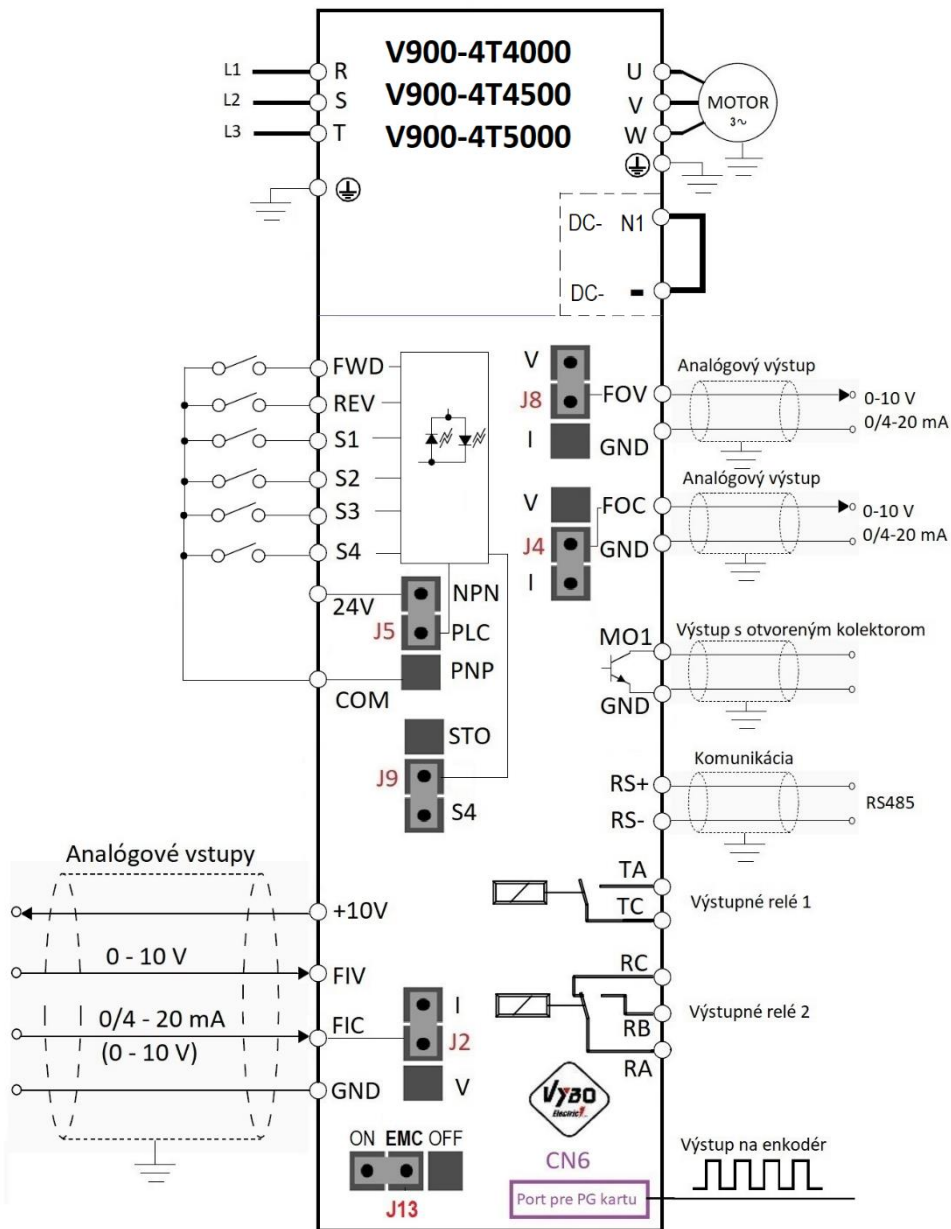 V900-4T4000
V900-4T4500
V900-4T5000
L1 R
L2 S
L3 T
U
V
W
MOTOR
3∿
DC- N1
DC- -
FWD
REV
S1
S2
S3
S4
24V
COM
NPN
J5 PLC
PNP
STO
J9
S4
V
J8 FOV
I GND
Analógový výstup
0-10 V
0/4-20 mA
V FOC
J4 GND
I
Analógový výstup
0-10 V
0/4-20 mA
MO1
GND
Výstup s otvoreným kolektorom
Komunikácia
RS+
RS-
RS485
TA
TC
Výstupné relé 1
RC
RB
RA
Výstupné relé 2
Analógové vstupy
+10V
0 - 10 V
FIV
0/4 - 20 mA
(0 - 10 V)
FIC
GND
I
J2
V
ON EMC OFF
J13
VYBO
Electric
CN6
Port pre PG kartu
Výstup na enkodér